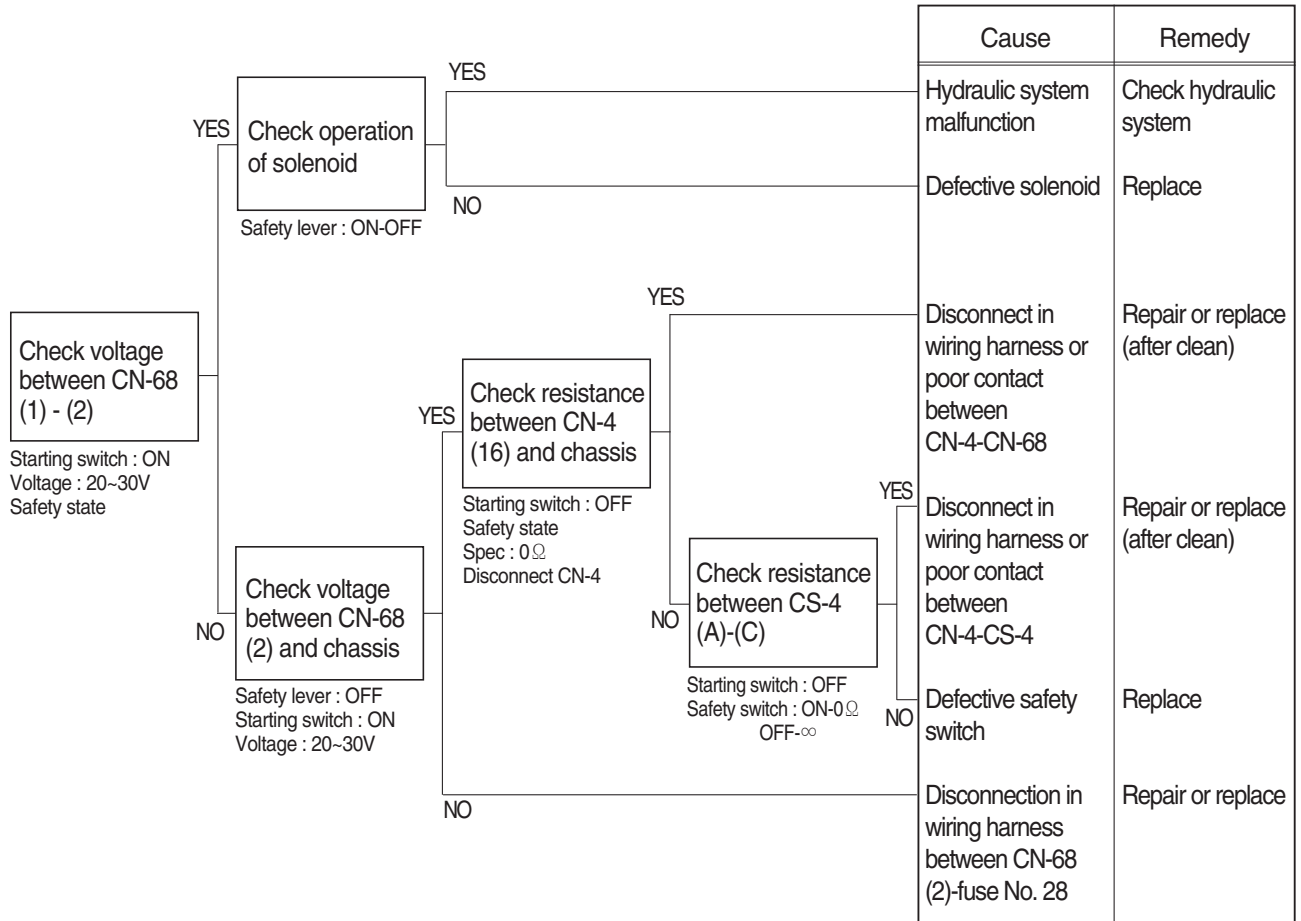 Cause
Remedy
YES
Hydraulic system
malfunction
Check hydraulic
system
YES
Check operation
of solenoid
NO
Defective solenoid
Replace
Safety lever : ON-OFF
Check voltage
between CN-68
(1) - (2)
Starting switch : ON
Voltage : 20~30V
Safety state
YES
Disconnect in
wiring harness or
poor contact
between
CN-4-CN-68
Repair or replace
(after clean)
YES
Check resistance
between CN-4
(16) and chassis
Starting switch : OFF
Safety state
Spec : 0Ω
Disconnect CN-4
YES
Disconnect in
wiring harness or
poor contact
between
CN-4-CS-4
Repair or replace
(after clean)
NO
Check resistance
between CS-4
(A)-(C)
Starting switch : OFF
Safety switch : ON-0Ω
OFF-∞
NO
Defective safety
switch
Replace
NO
Check voltage
between CN-68
(2) and chassis
Safety lever : OFF
Starting switch : ON
Voltage : 20~30V
NO
Disconnection in
wiring harness
between CN-68
(2)-fuse No. 28
Repair or replace